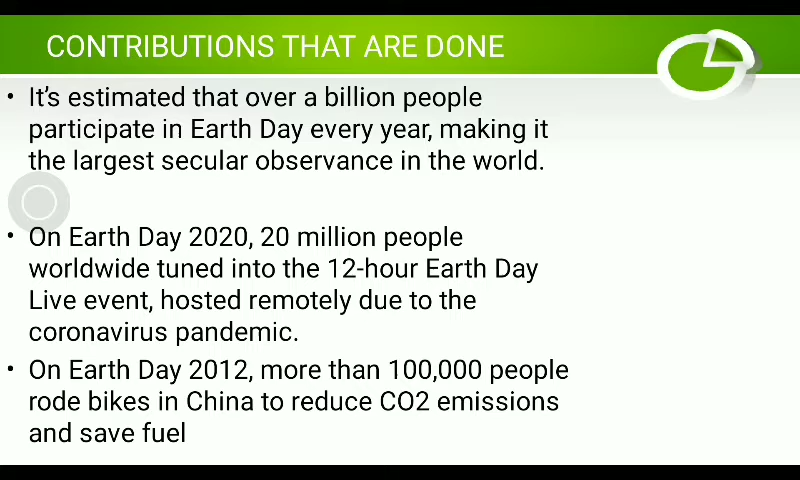 CONTRIBUTIONS THAT ARE DONE
• It’s estimated that over a billion people
participate in Earth Day every year, making it
the largest secular observance in the world.
• On Earth Day 2020, 20 million people
worldwide tuned into the 12-hour Earth Day
Live event, hosted remotely due to the
coronavirus pandemic.
• On Earth Day 2012, more than 100,000 people
rode bikes in China to reduce CO2 emissions
and save fuel